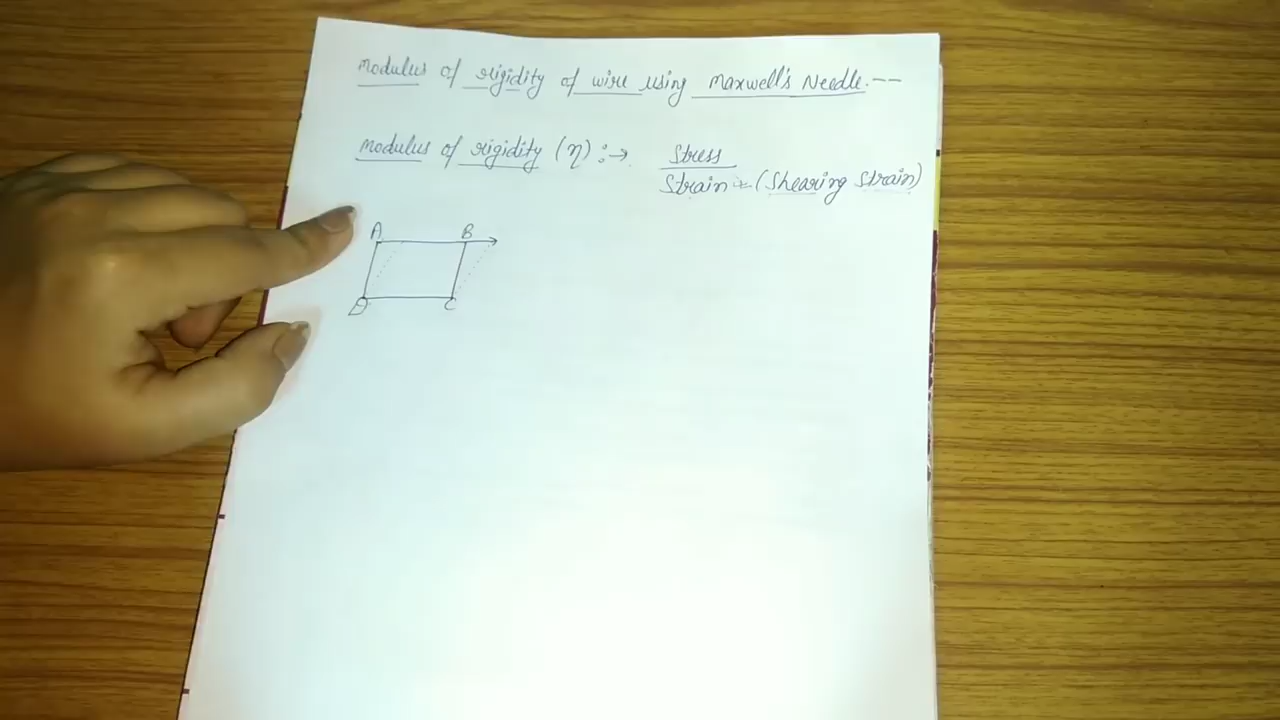 Modulus of rigidity of wire using Maxwell's Needle.--
Modulus of rigidity (η) :→ Stress
Strain → (Shearing Strain)
A B
D C